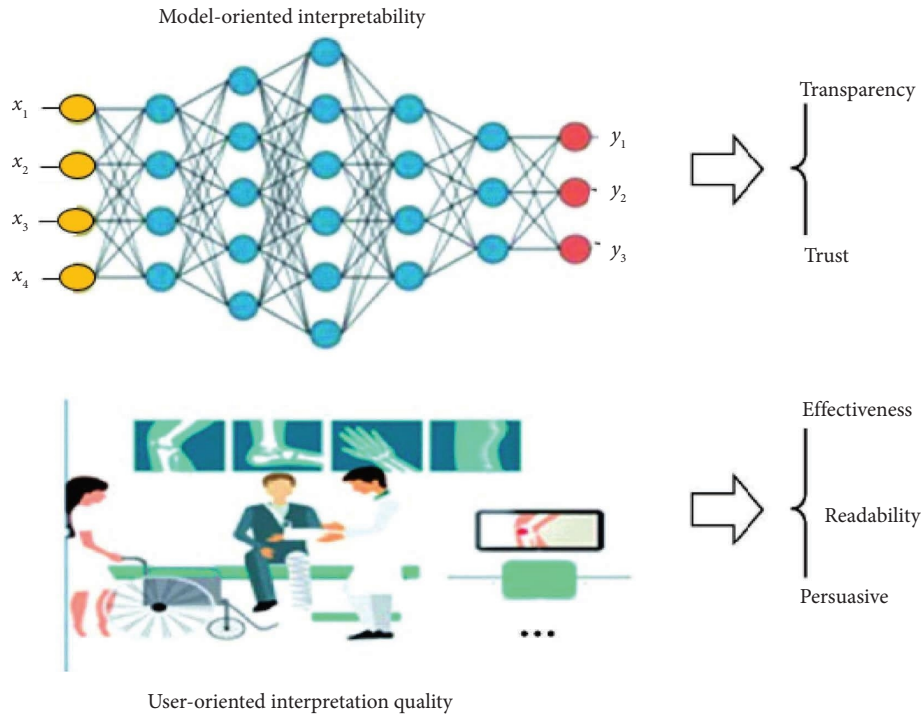 Model-oriented interpretability
x1
x2
x3
x4
y1
y2
y3
Transparency
Trust
Effectiveness
Readability
Persuasive
...
User-oriented interpretation quality